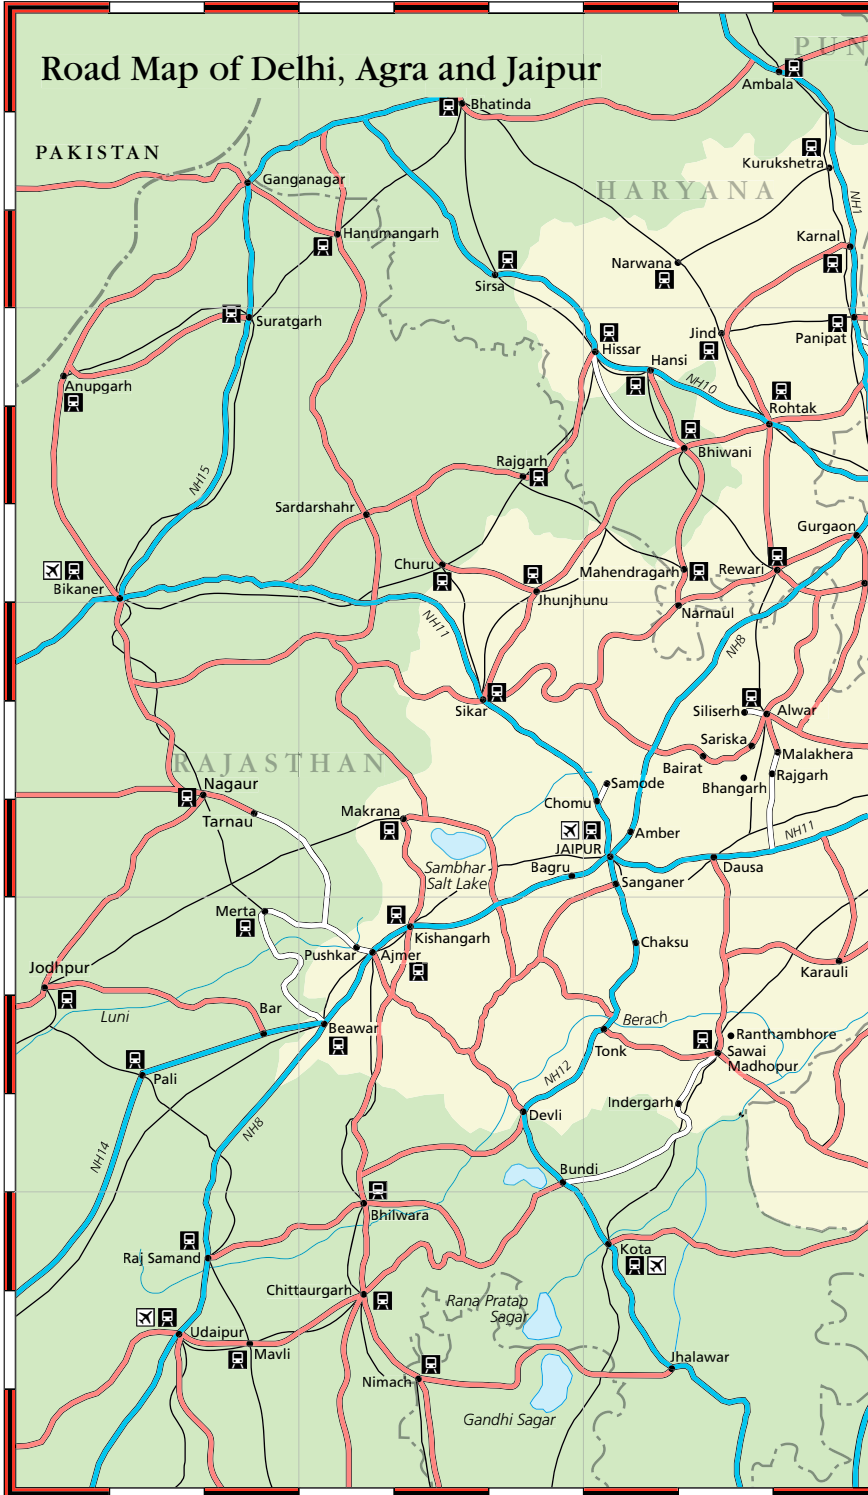 Road Map of Delhi, Agra and Jaipur
PUN
Ambala
Bhatinda
PAKISTAN
Kurukshetra
Ganganagar
HARYANA
NH1
Hanumangarh
Karnal
Narwana
Sirsa
Suratgarh
Jind
Panipat
Hissar
Hansi
Anupgarh
NH10
Rohtak
Bhiwani
Rajgarh
NH15
Sardarshahr
Gurgaon
Churu
Mahendragarh
Rewari
Bikaner
Jhunjhunu
Narnaul
NH11
NH8
Sikar
Siliserh
Alwar
Sariska
Malakhera
RAJASTHAN
Bairat
Rajgarh
Bhangarh
Nagaur
Samode
Chomu
Makrana
Tarnau
Amber
NH11
JAIPUR
Sambhar
Salt Lake
Bagru
Dausa
Sanganer
Merta
Kishangarh
Chaksu
Pushkar
Ajmer
Jodhpur
Karauli
Bar
Luni
Beawar
Berach
Ranthambhore
Tonk
Sawai
Madhopur
Pali
NH12
Indergarh
Devli
NH8
NH14
Bundi
Bhilwara
Raj Samand
Kota
Chittaurgarh
Rana Pratap
Sagar
Udaipur
Mavli
Jhalawar
Nimach
Gandhi Sagar